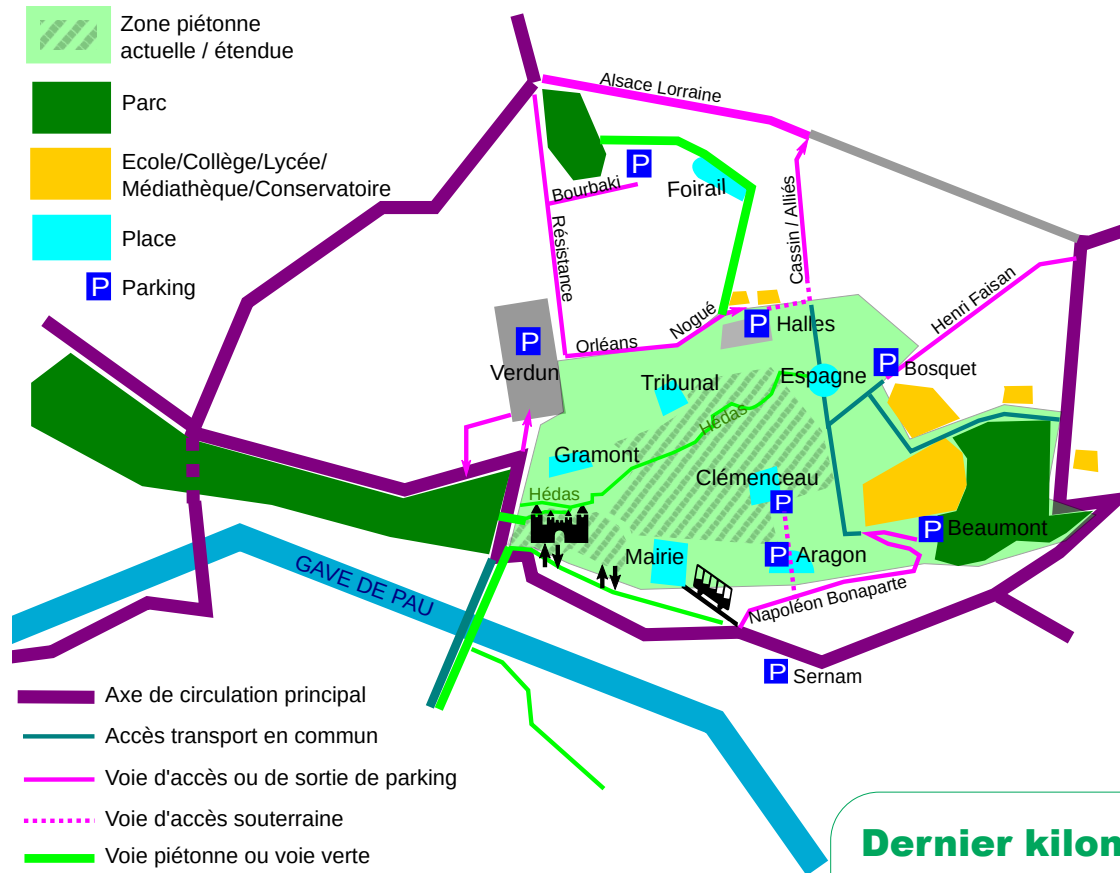 Zone piétonne
actuelle / étendue
Parc
Ecole/Collège/Lycée/
Médiathèque/Conservatoire
Place
P Parking
Alsace Lorraine
P
Bourbaki
Foirail
Résistance
Cassin / Alliés
Henri Faisan
Nogué
P
Halles
Orléans
P
Verdun
Tribunal
Espagne
P
Bosquet
Hédas
Gramont
Clémenceau
P
Hédas
P
Beaumont
Mairie
P
Aragon
Napoléon Bonaparte
GAVE DE PAU
P
Sernam
Axe de circulation principal
Accès transport en commun
Voie d'accès ou de sortie de parking
Voie d'accès souterraine
Voie piétonne ou voie verte
Dernier kilon